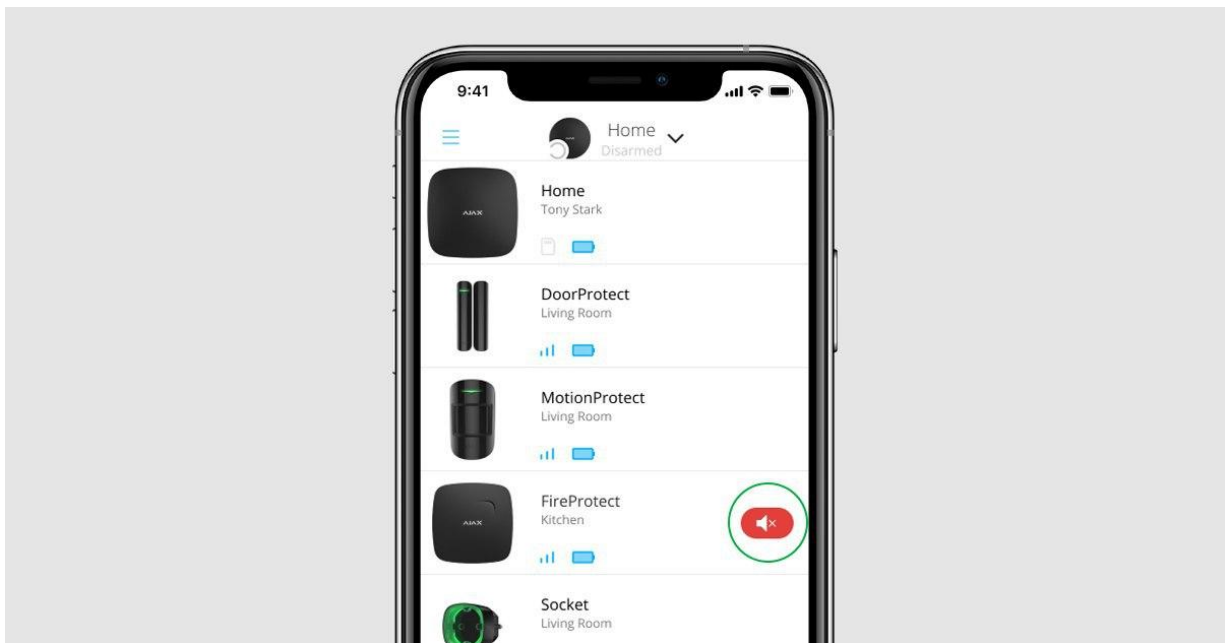 9:41
Home
Disarmed
AJAX
Home
Tony Stark
DoorProtect
Living Room
MotionProtect
Living Room
AJAX
FireProtect
Kitchen
Socket
Living Room